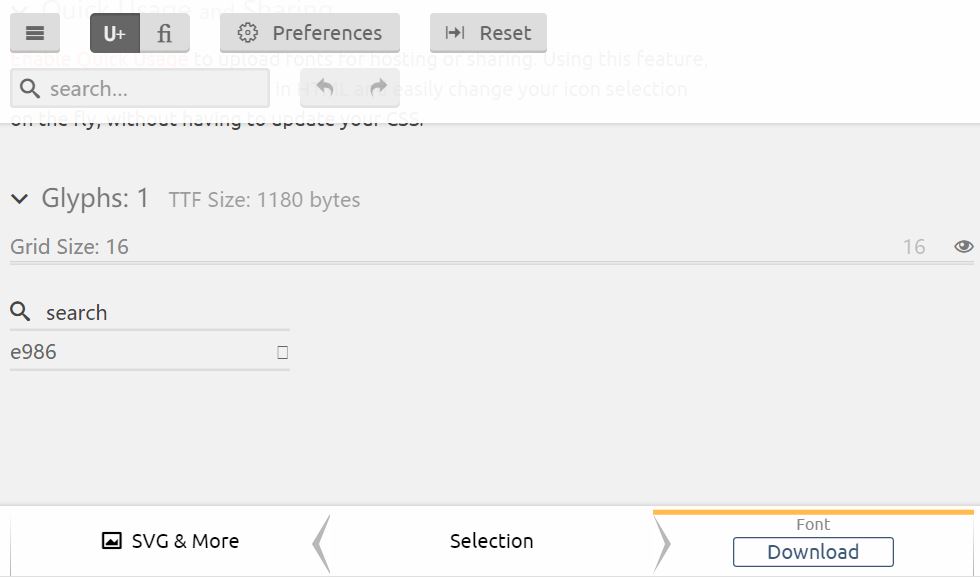 Quick Usage and Sharing
U+ fi Preferences Reset
Enable Quick Usage to upload fonts for hosting or sharing. Using this feature,
search...
in HTML and easily change your icon selection
on the fly, without having to update your CSS.
Glyphs: 1 TTF Size: 1180 bytes
Grid Size: 16 16
search
e986
SVG & More Selection Font
Download